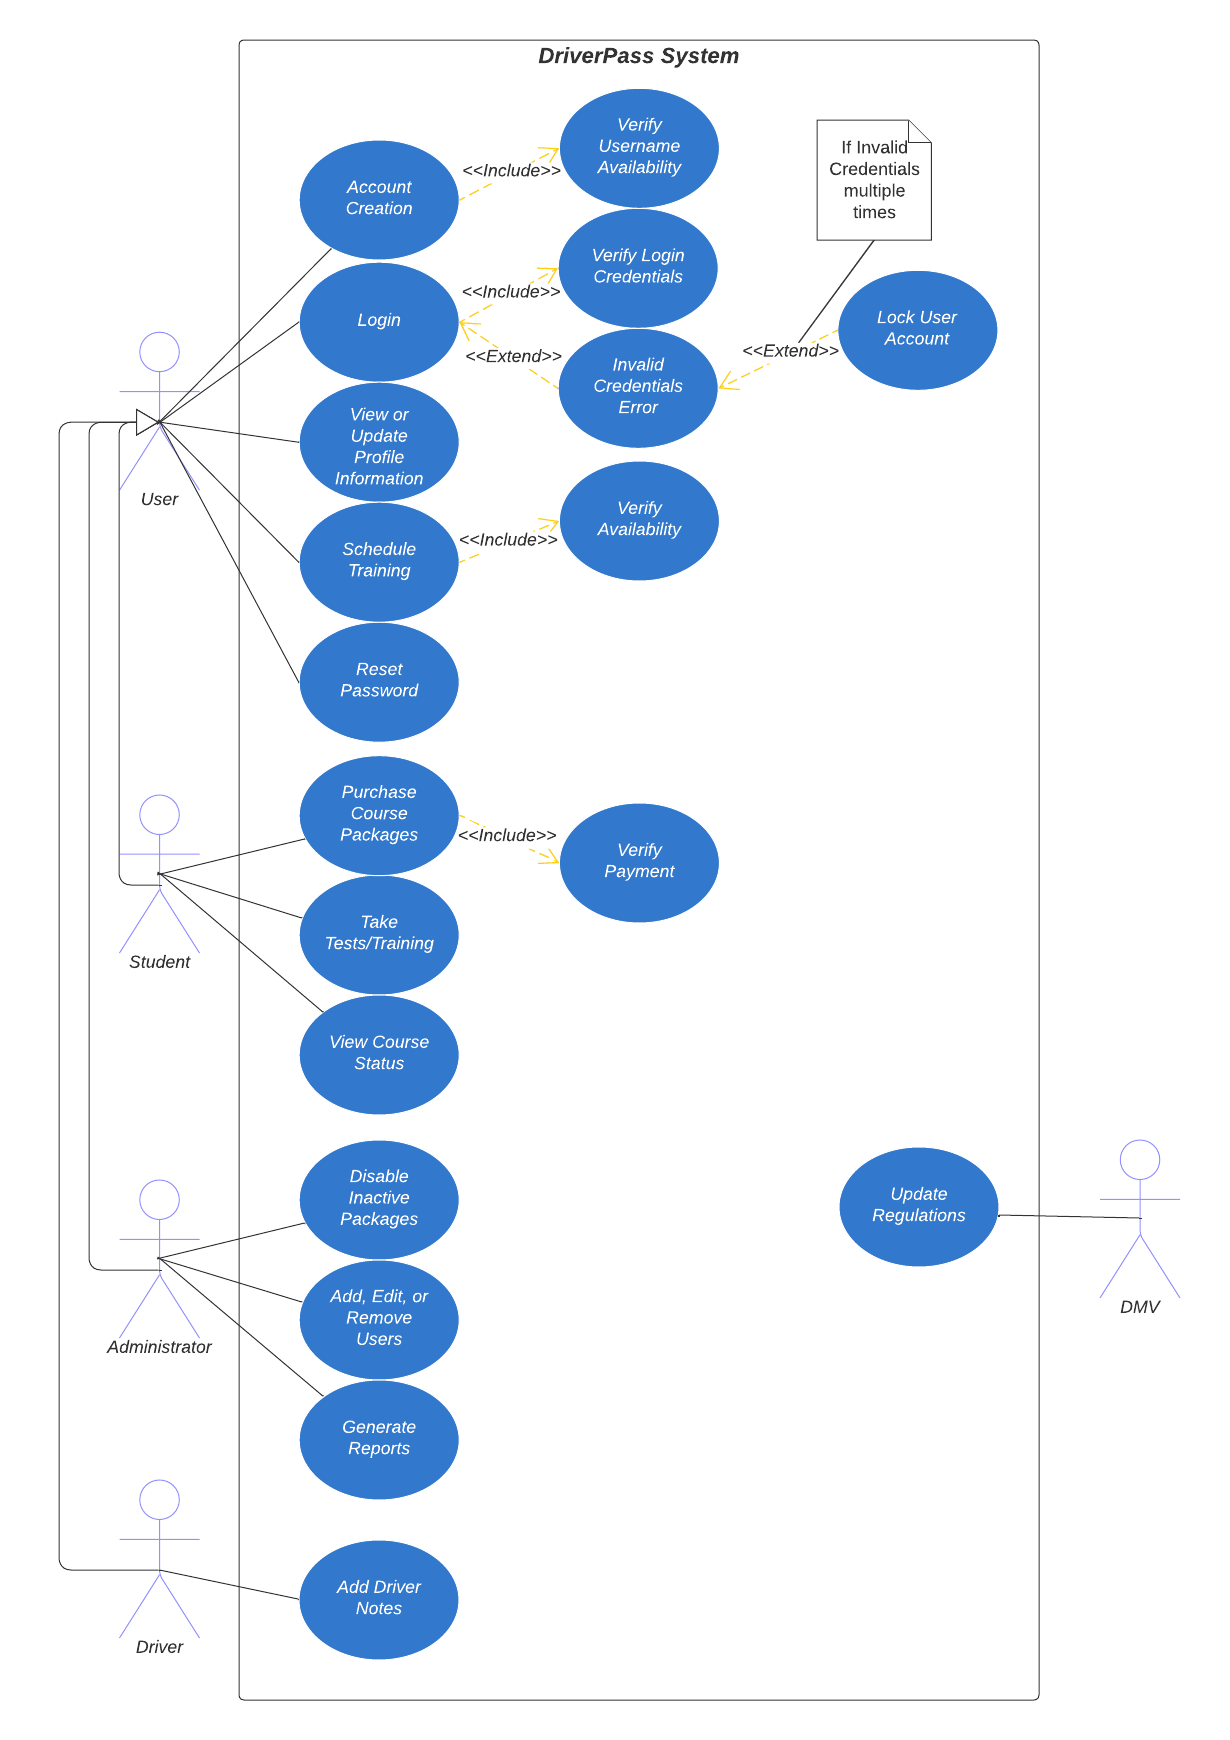 DriverPass System
Verify
Username
Availability
If Invalid
Credentials
multiple
times
<<Include>>
Account
Creation
Verify Login
Credentials
<<Include>>
Login
Lock User
Account
<<Extend>>
<<Extend>>
Invalid
Credentials
Error
View or
Update
Profile
Information
User
Verify
Availability
<<Include>>
Schedule
Training
Reset
Password
Purchase
Course
Packages
<<Include>>
Verify
Payment
Take
Tests/Training
Student
View Course
Status
Disable
Inactive
Packages
Update
Regulations
DMV
Add, Edit, or
Remove
Users
Administrator
Generate
Reports
Add Driver
Notes
Driver